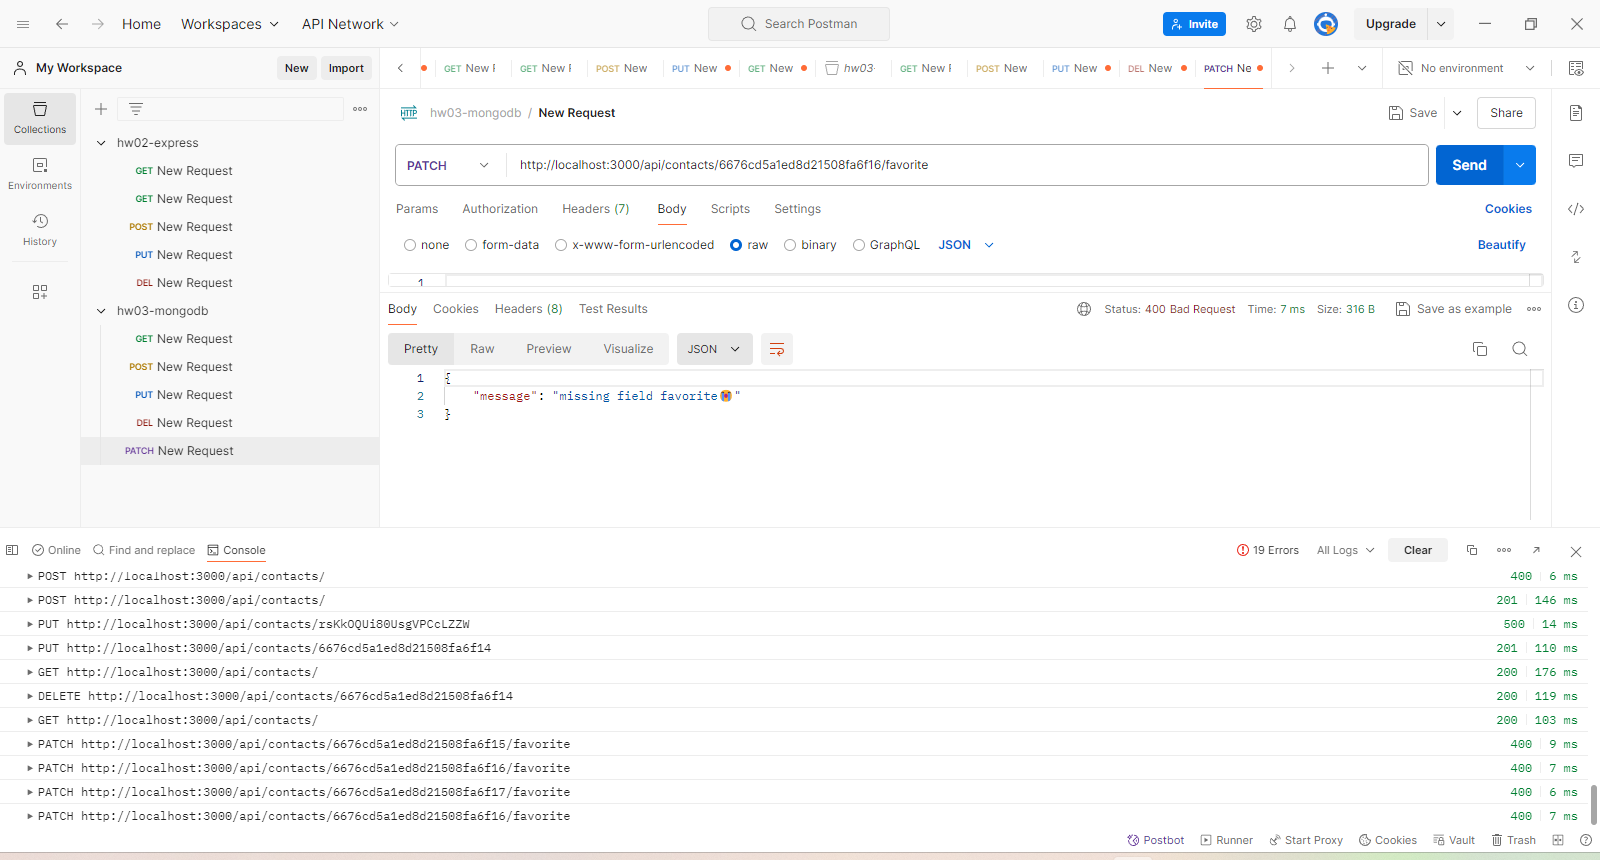 Home Workspaces API Network Search Postman Invite Upgrade
My Workspace New Import
GET New F GET New F POST New PUT New GET New hw03- GET New F POST New PUT New DEL New PATCH Ne No environment
Collections
Environments
History
hw02-express
GET New Request
GET New Request
POST New Request
PUT New Request
DEL New Request
hw03-mongodb
GET New Request
POST New Request
PUT New Request
DEL New Request
PATCH New Request
HTTP hw03-mongodb / New Request Save Share
PATCH http://localhost:3000/api/contacts/6676cd5a1ed8d21508fa6f16/favorite Send
Params Authorization Headers (7) Body Scripts Settings Cookies
none form-data x-www-form-urlencoded raw binary GraphQL JSON Beautify
1
Body Cookies Headers (8) Test Results Status: 400 Bad Request Time: 7 ms Size: 316 B Save as example
Pretty Raw Preview Visualize JSON
1 {
2 "message": "missing field favorite😭"
3 }
Online Find and replace Console 19 Errors All Logs Clear
POST http://localhost:3000/api/contacts/ 400 6 ms
POST http://localhost:3000/api/contacts/ 201 146 ms
PUT http://localhost:3000/api/contacts/rsKkOQUi80UsgVPCcLZZW 500 14 ms
PUT http://localhost:3000/api/contacts/6676cd5a1ed8d21508fa6f14 201 110 ms
GET http://localhost:3000/api/contacts/ 200 176 ms
DELETE http://localhost:3000/api/contacts/6676cd5a1ed8d21508fa6f14 200 119 ms
GET http://localhost:3000/api/contacts/ 200 103 ms
PATCH http://localhost:3000/api/contacts/6676cd5a1ed8d21508fa6f15/favorite 400 9 ms
PATCH http://localhost:3000/api/contacts/6676cd5a1ed8d21508fa6f16/favorite 400 7 ms
PATCH http://localhost:3000/api/contacts/6676cd5a1ed8d21508fa6f17/favorite 400 6 ms
PATCH http://localhost:3000/api/contacts/6676cd5a1ed8d21508fa6f16/favorite 400 7 ms
Postbot Runner Start Proxy Cookies Vault Trash